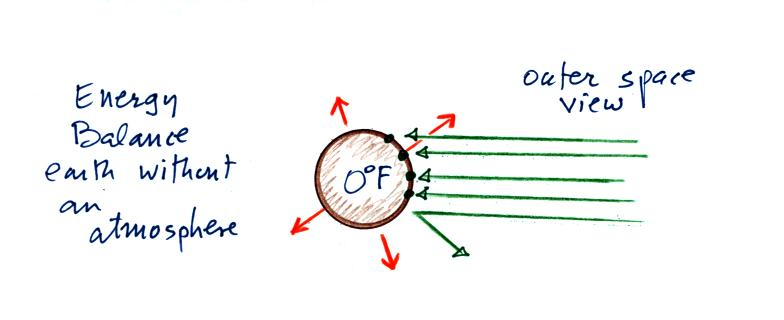 Energy
Balance
earth without
an
atmosphere
0°F
outer space
view